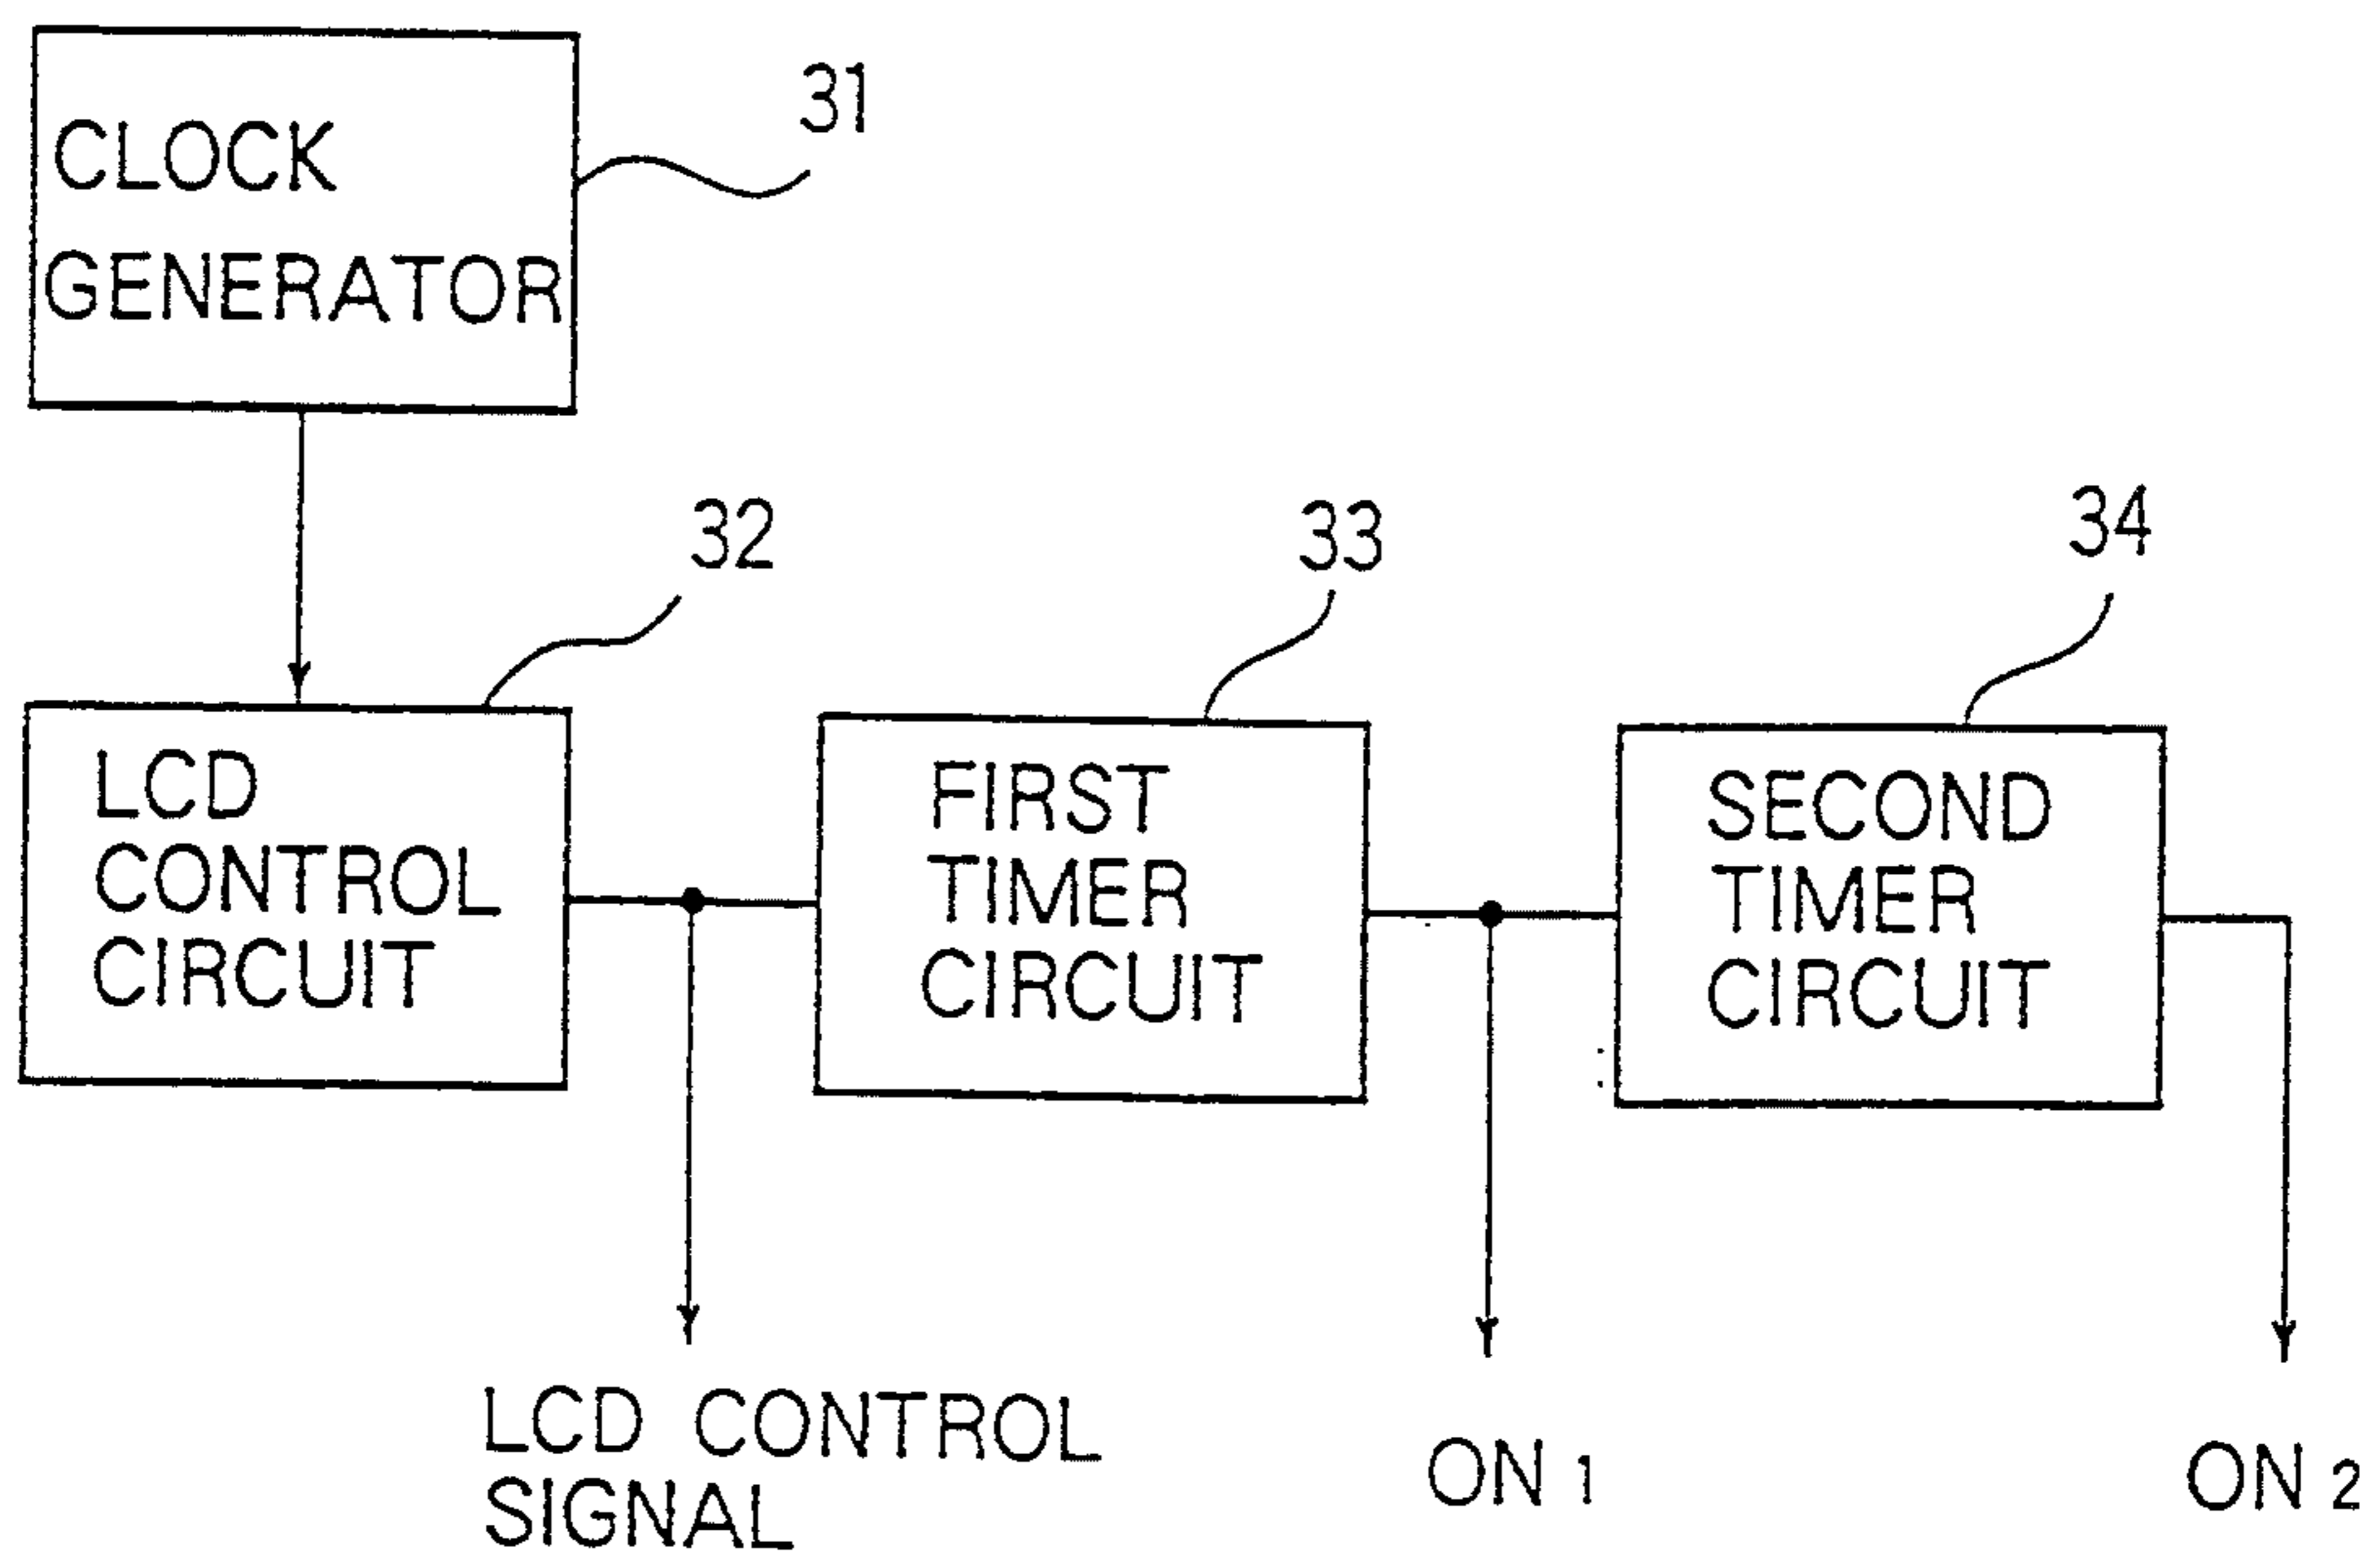 31
CLOCK
GENERATOR
32
33
34
LCD
CONTROL
CIRCUIT
FIRST
TIMER
CIRCUIT
SECOND
TIMER
CIRCUIT
LCD CONTROL
SIGNAL
ON 1
ON 2